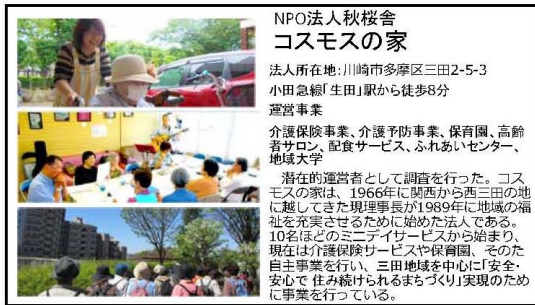 NPO法人秋桜舎
コスモスの家
法人所在地:川崎市多摩区三田2-5-3
小田急線「生田」駅から徒歩8分
運営事業
介護保険事業、介護予防事業、保育園、高齢
者サロン、配食サービス、ふれあいセンター、
地域大学
潜在的運営者として調査を行った。コス
モスの家は、1966年に関西から西三田の地
に越してきた現理事長が1989年に地域の福
祉を充実させるために始めた法人である。
10名ほどのミニデイサービスから始まり、
現在は介護保険サービスや保育園、そのた
自主事業を行い、三田地域を中心に「安全・
安心で 住み続けられるまちづくり」実現のため
に事業を行っている。